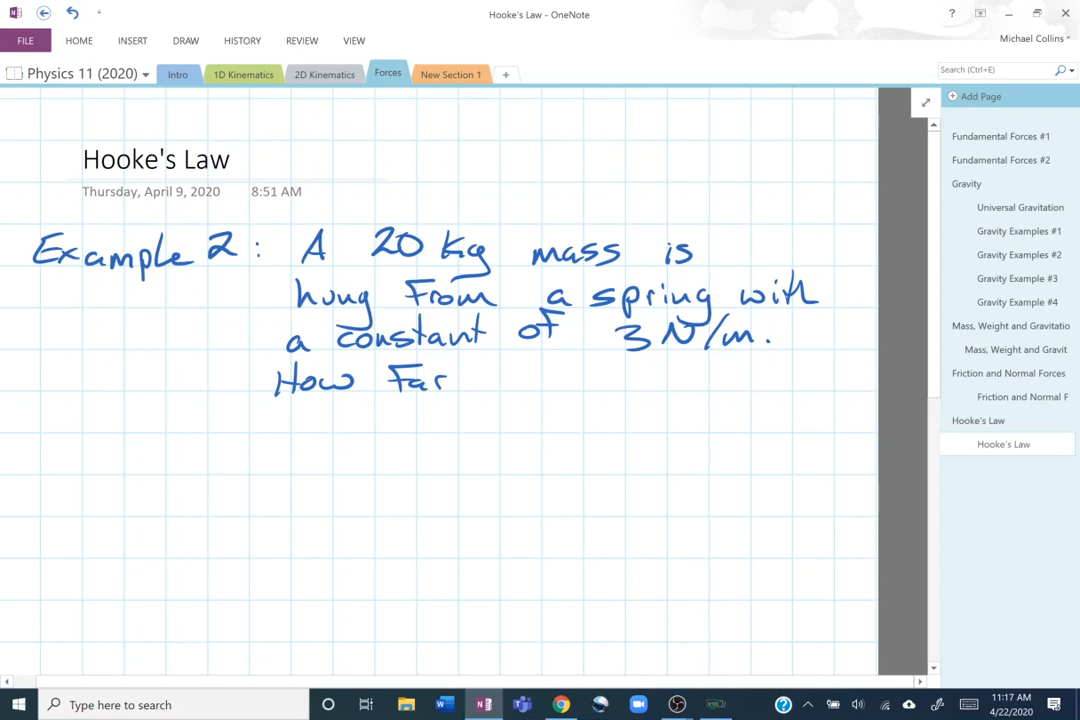 Hooke's Law - OneNote
?
Michael Collins
FILE HOME INSERT DRAW HISTORY REVIEW VIEW
Physics 11 (2020) Intro 1D Kinematics 2D Kinematics Forces New Section 1 +
Search (Ctrl+E)
Add Page
Hooke's Law
Thursday, April 9, 2020 8:51 AM
Example 2: A 20 kg mass is
hung From a spring with
a constant of 3 N/m.
How Far
Fundamental Forces #1
Fundamental Forces #2
Gravity
Universal Gravitation
Gravity Examples #1
Gravity Examples #2
Gravity Example #3
Gravity Example #4
Mass, Weight and Gravitatio
Mass, Weight and Gravit
Friction and Normal Forces
Friction and Normal F
Hooke's Law
Hooke's Law
Type here to search
11:17 AM
4/22/2020